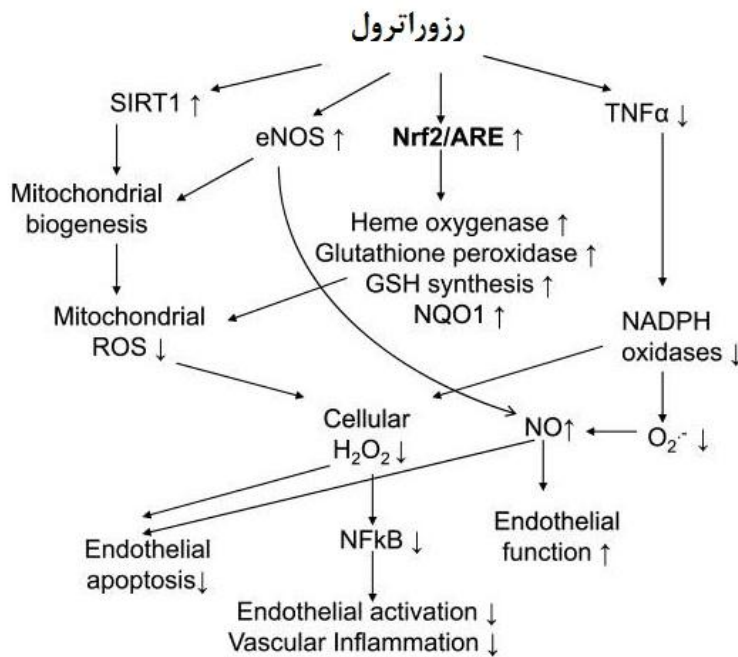 رزوراترول
SIRT1 ↑
eNOS ↑
Nrf2/ARE ↑
TNFα ↓
Mitochondrial
biogenesis
Heme oxygenase ↑
Glutathione peroxidase ↑
GSH synthesis ↑
NQO1 ↑
Mitochondrial
ROS ↓
NADPH
oxidases ↓
Cellular
H₂O₂ ↓
NO↑
O₂·⁻ ↓
Endothelial
apoptosis↓
NFkB ↓
Endothelial
function ↑
Endothelial activation ↓
Vascular Inflammation ↓